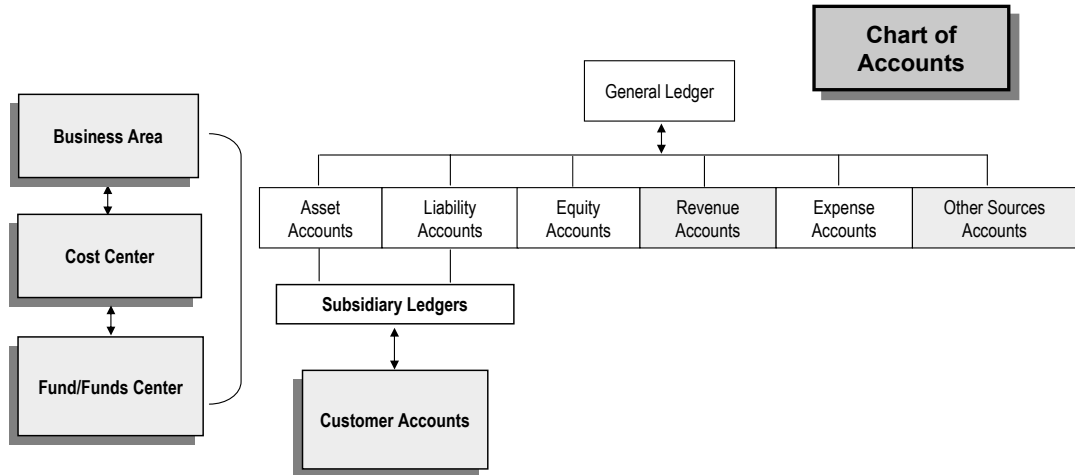 Chart of
Accounts
General Ledger
Business Area
Asset
Accounts
Liability
Accounts
Equity
Accounts
Revenue
Accounts
Expense
Accounts
Other Sources
Accounts
Cost Center
Subsidiary Ledgers
Fund/Funds Center
Customer Accounts